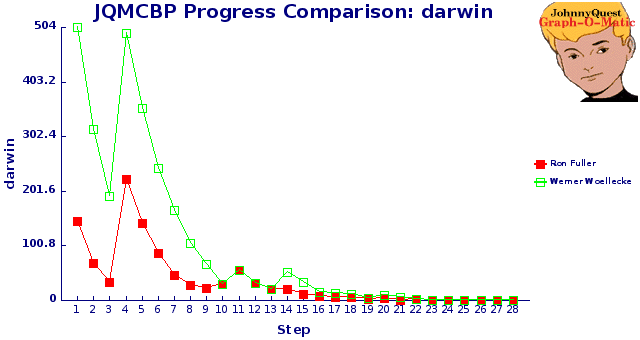 JQMCBP Progress Comparison: darwin
JohnnyQuest
Graph-O-Matic
504
403.2
302.4
201.6
100.8
0
darwin
1 2 3 4 5 6 7 8 9 10 11 12 13 14 15 16 17 18 19 20 21 22 23 24 25 26 27 28
Step
Ron Fuller
Werner Woellecke